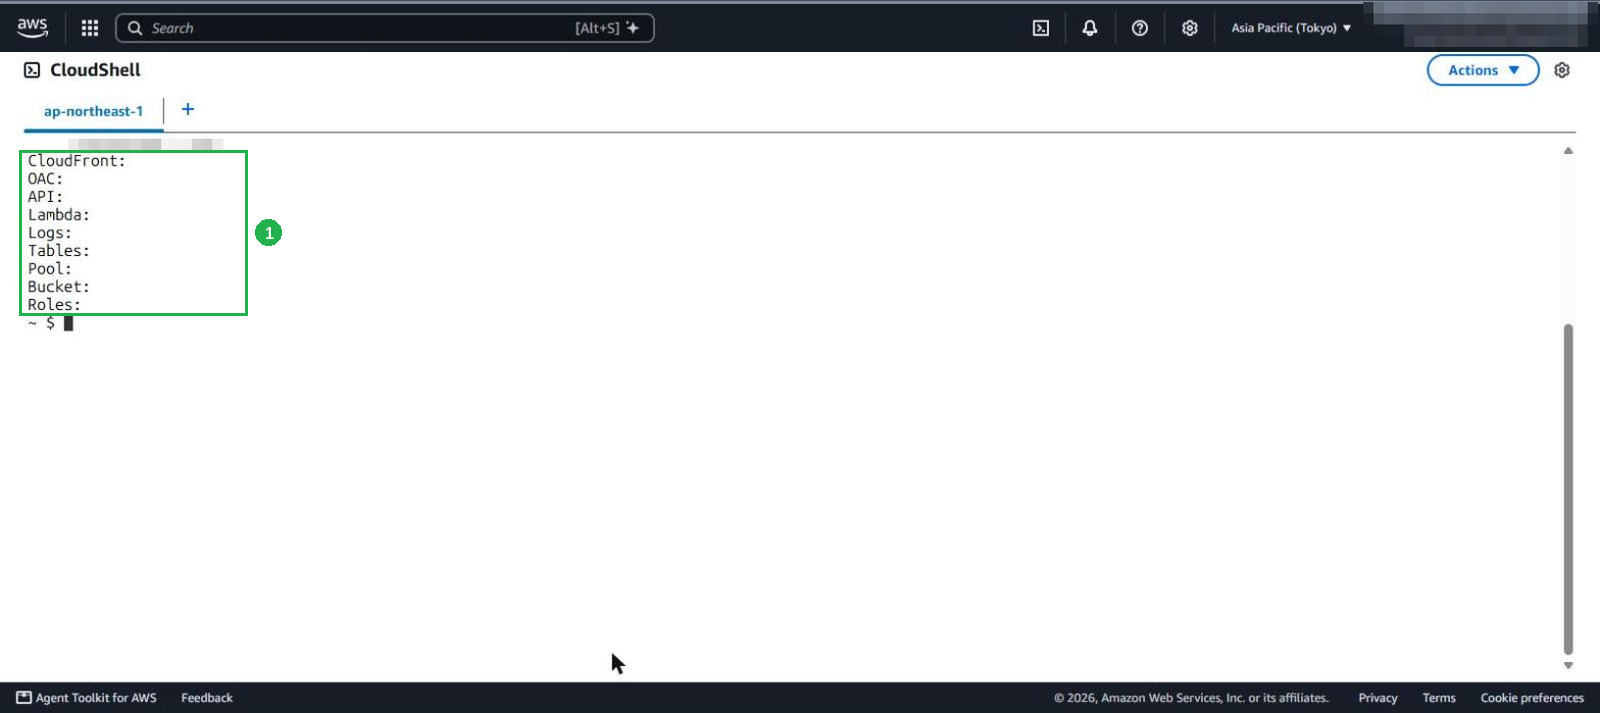 aws
Search
[Alt+S]
Asia Pacific (Tokyo)
CloudShell
Actions
ap-northeast-1
+
CloudFront:
OAC:
API:
Lambda:
Logs:
Tables:
Pool:
Bucket:
Roles:
1
~ $
Agent Toolkit for AWS
Feedback
© 2026, Amazon Web Services, Inc. or its affiliates.
Privacy
Terms
Cookie preferences